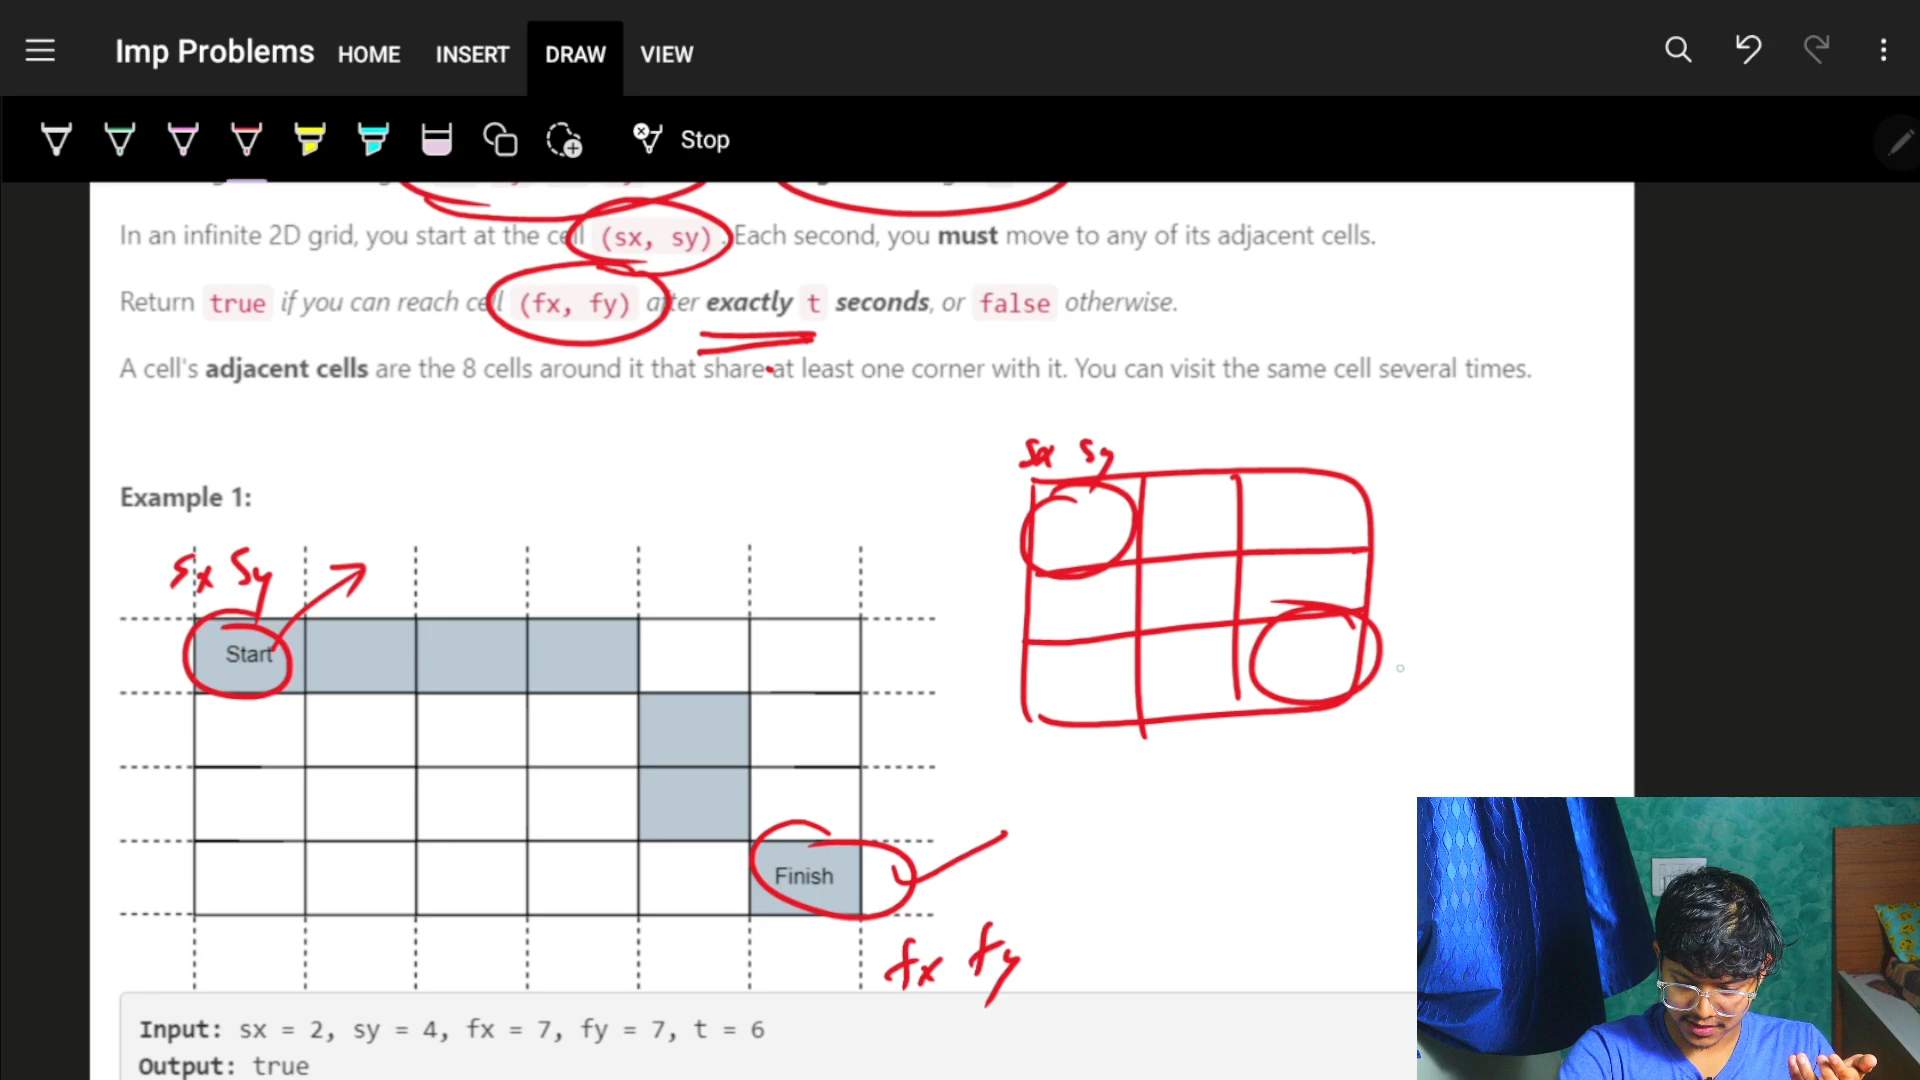 Imp Problems HOME INSERT DRAW VIEW
Stop
In an infinite 2D grid, you start at the cell (sx, sy). Each second, you must move to any of its adjacent cells.
Return true if you can reach cell (fx, fy) after exactly t seconds, or false otherwise.
A cell's adjacent cells are the 8 cells around it that share at least one corner with it. You can visit the same cell several times.
sx sy
Example 1:
sx sy
Start
Finish
fx fy
Input: sx = 2, sy = 4, fx = 7, fy = 7, t = 6
Output: true